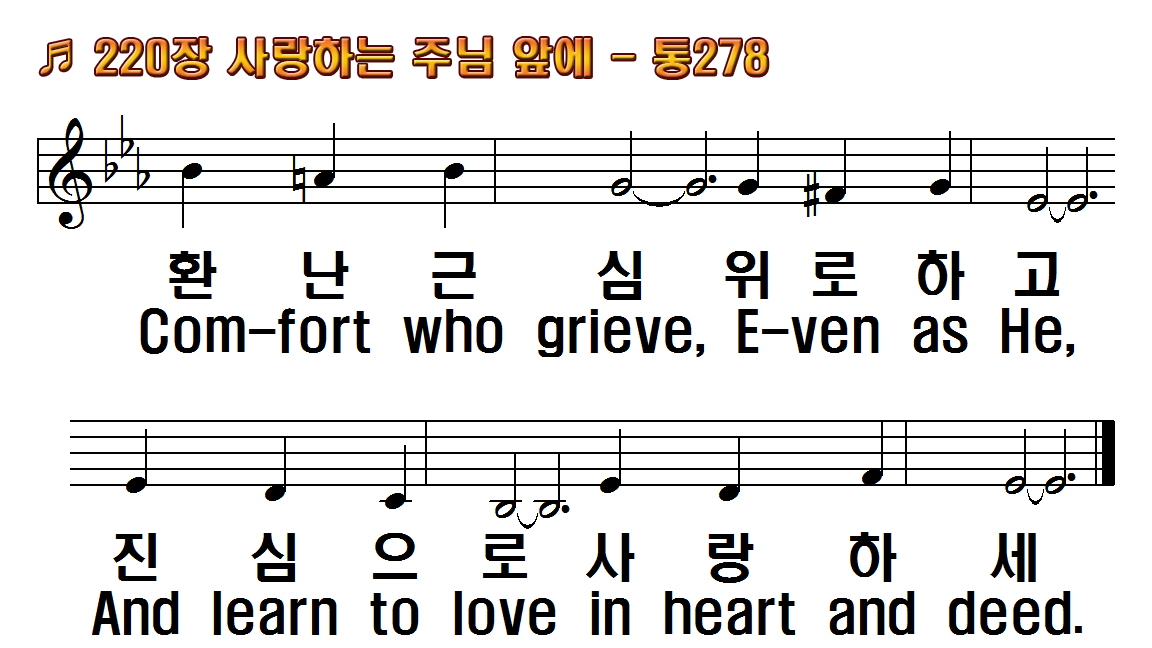 ♬ 220장 사랑하는 주님 앞에 - 통278
환 난 근 심 위 로 하 고
Com-fort who grieve, E-ven as He,
진 심 으 로 사 랑 하 세
And learn to love in heart and deed.